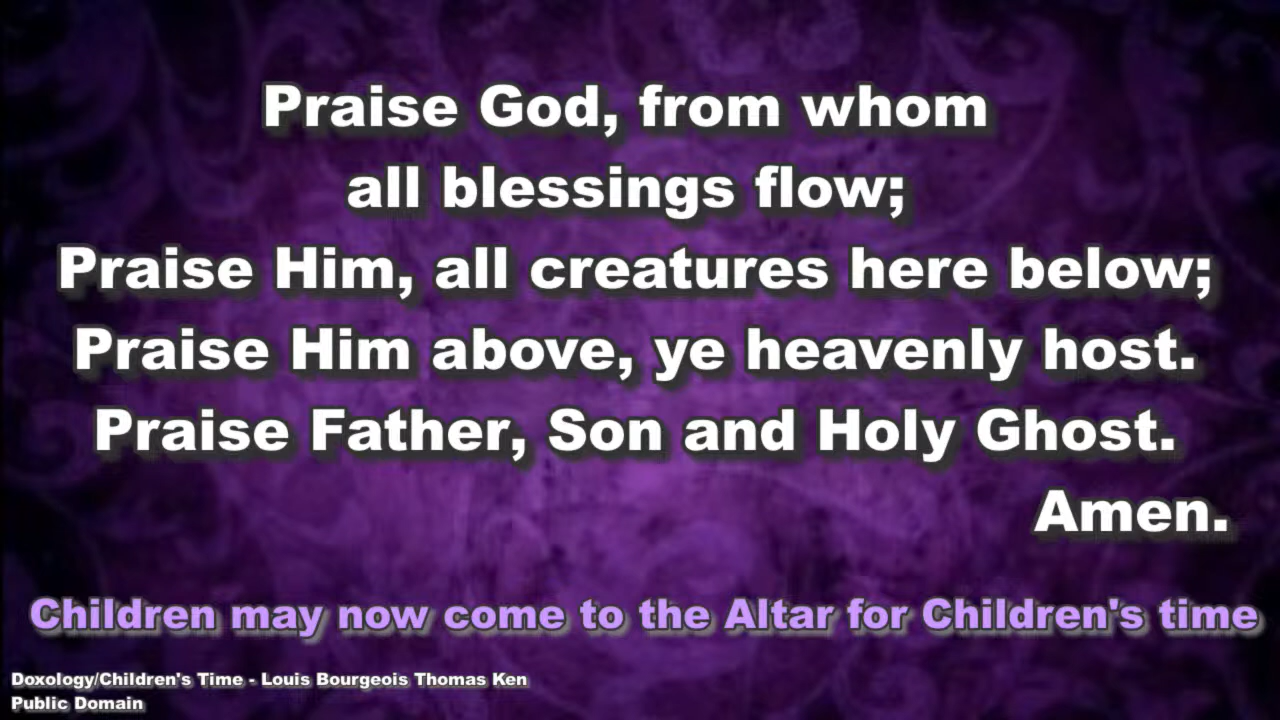 Praise God, from whom
all blessings flow;
Praise Him, all creatures here below;
Praise Him above, ye heavenly host.
Praise Father, Son and Holy Ghost.
Amen.
Children may now come to the Altar for Children's time
Doxology/Children's Time - Louis Bourgeois Thomas Ken
Public Domain